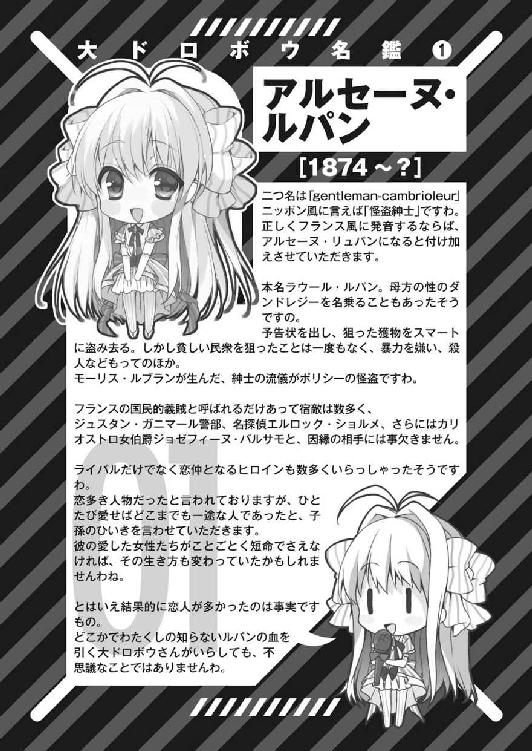 大ドロボウ名鑑❶
アルセーヌ・
ルパン
[1874～?]
二つ名は「gentleman-cambrioleur」
ニッポン風に言えば「怪盗紳士」ですわ。
正しくフランス風に発音するならば、
アルセーヌ・リュパンになると付け加
えさせていただきます。
本名ラウール・ルパン。母方の性のダ
ンドレジーを名乗ることもあったそう
ですの。
予告状を出し、狙った獲物をスマート
に盗み去る。しかし貧しい民衆を狙ったことは一度もなく、暴力を嫌い、殺
人などもってのほか。
モーリス・ルブランが生んだ、紳士の流儀がポリシーの怪盗ですわ。
フランスの国民的義賊と呼ばれるだけあって宿敵は数多く、
ジュスタン・ガニマール警部、名探偵エルロック・ショルメ、さらにはカリ
オストロ女伯爵ジョゼフィーヌ・バルサモと、因縁の相手には事欠きません。
ライバルだけでなく恋仲となるヒロインも数多くいらっしゃったそうです
わ。
恋多き人物だったと言われておりますが、ひと
たび愛せばどこまでも一途な人であったと、子
孫のひいきを言わせていただきます。
彼の愛した女性たちがことごとく短命でさえな
ければ、その生き方も変わっていたかもしれま
せんわね。
とはいえ結果的に恋人が多かったのは事実です
もの。
どこかでわたくしの知らないルパンの血を
引く大ドロボウさんがいらしても、不
思議なことではありませんわ。
01